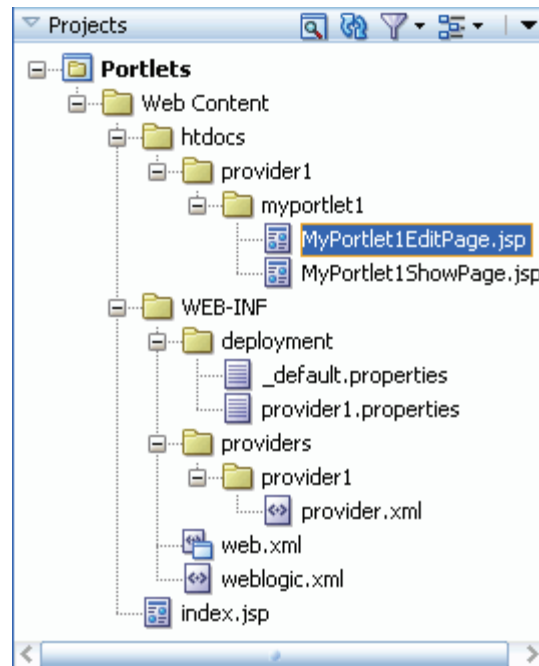 Projects
Portlets
Web Content
htdocs
provider1
myportlet1
MyPortlet1EditPage.jsp
MyPortlet1ShowPage.jsp
WEB-INF
deployment
_default.properties
provider1.properties
providers
provider1
provider.xml
web.xml
weblogic.xml
index.jsp